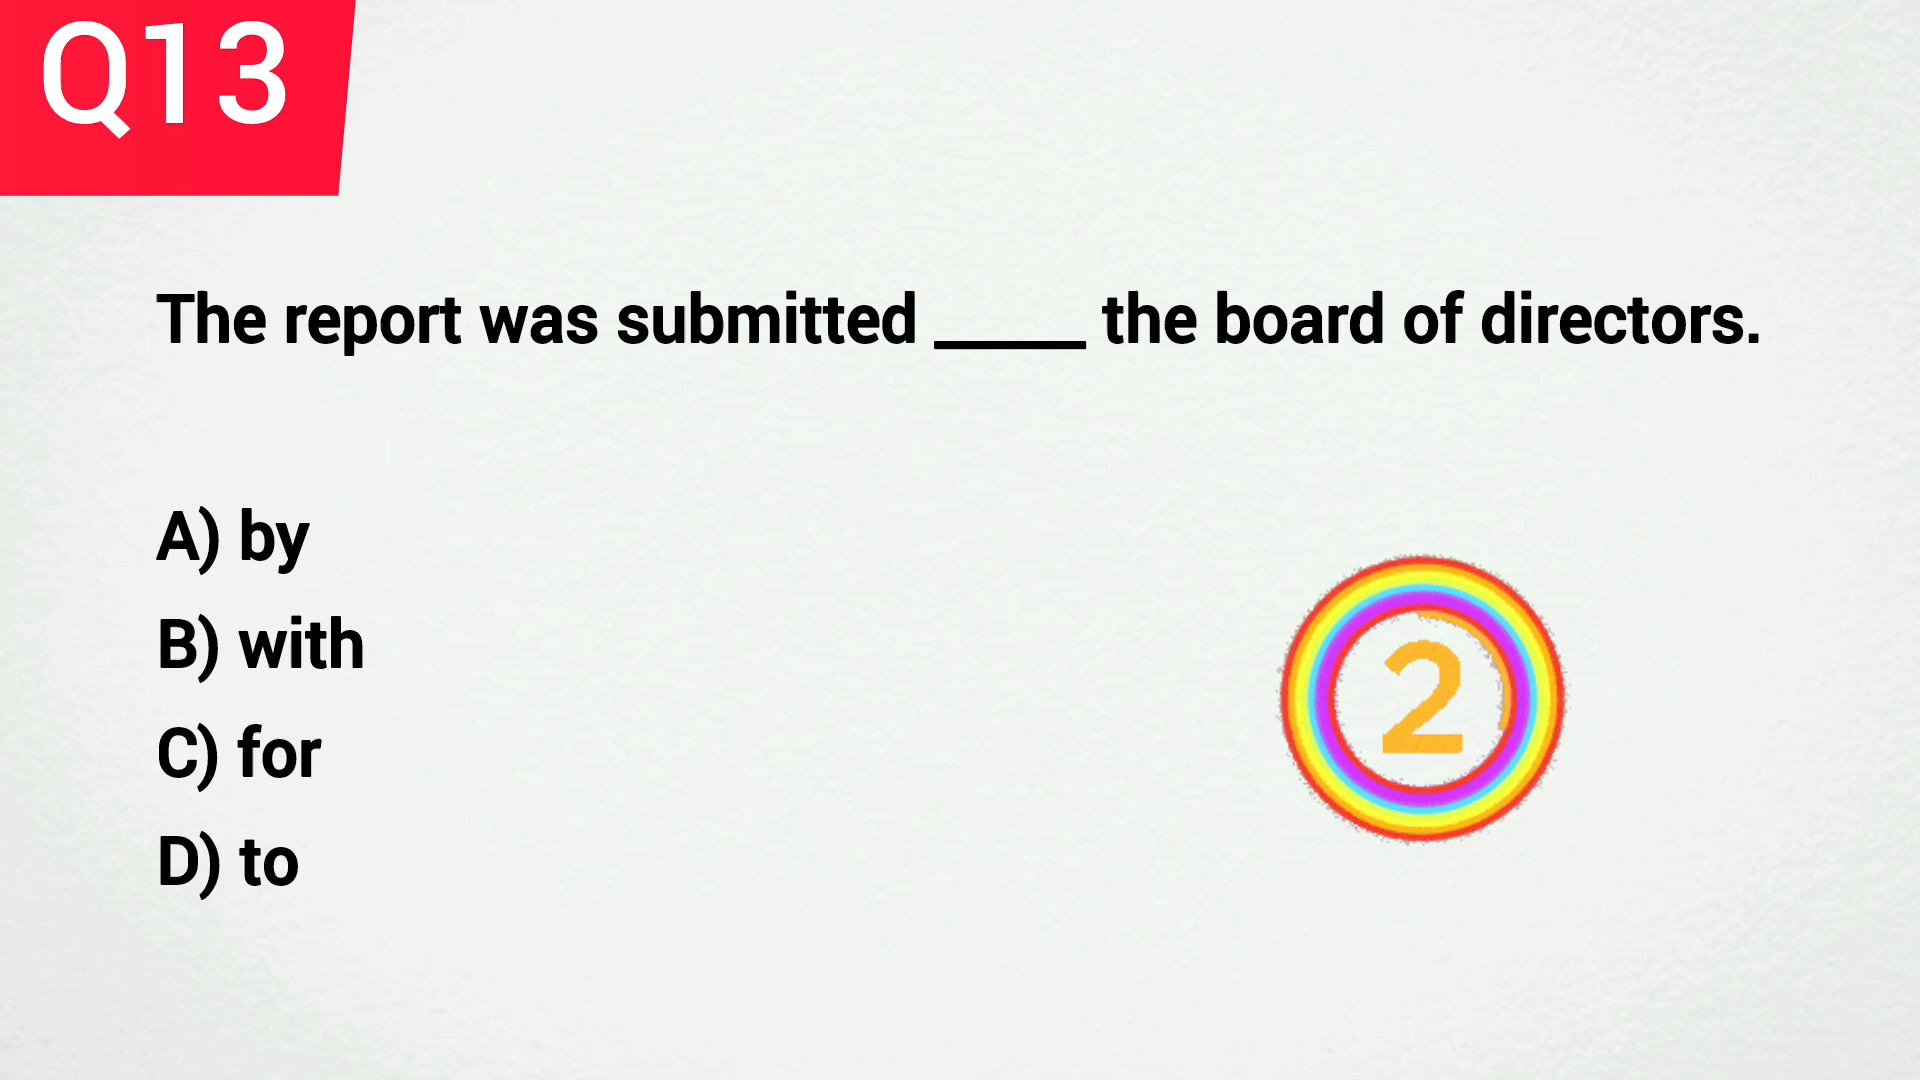 Q13
The report was submitted _____ the board of directors.
A) by
B) with
C) for
D) to
2